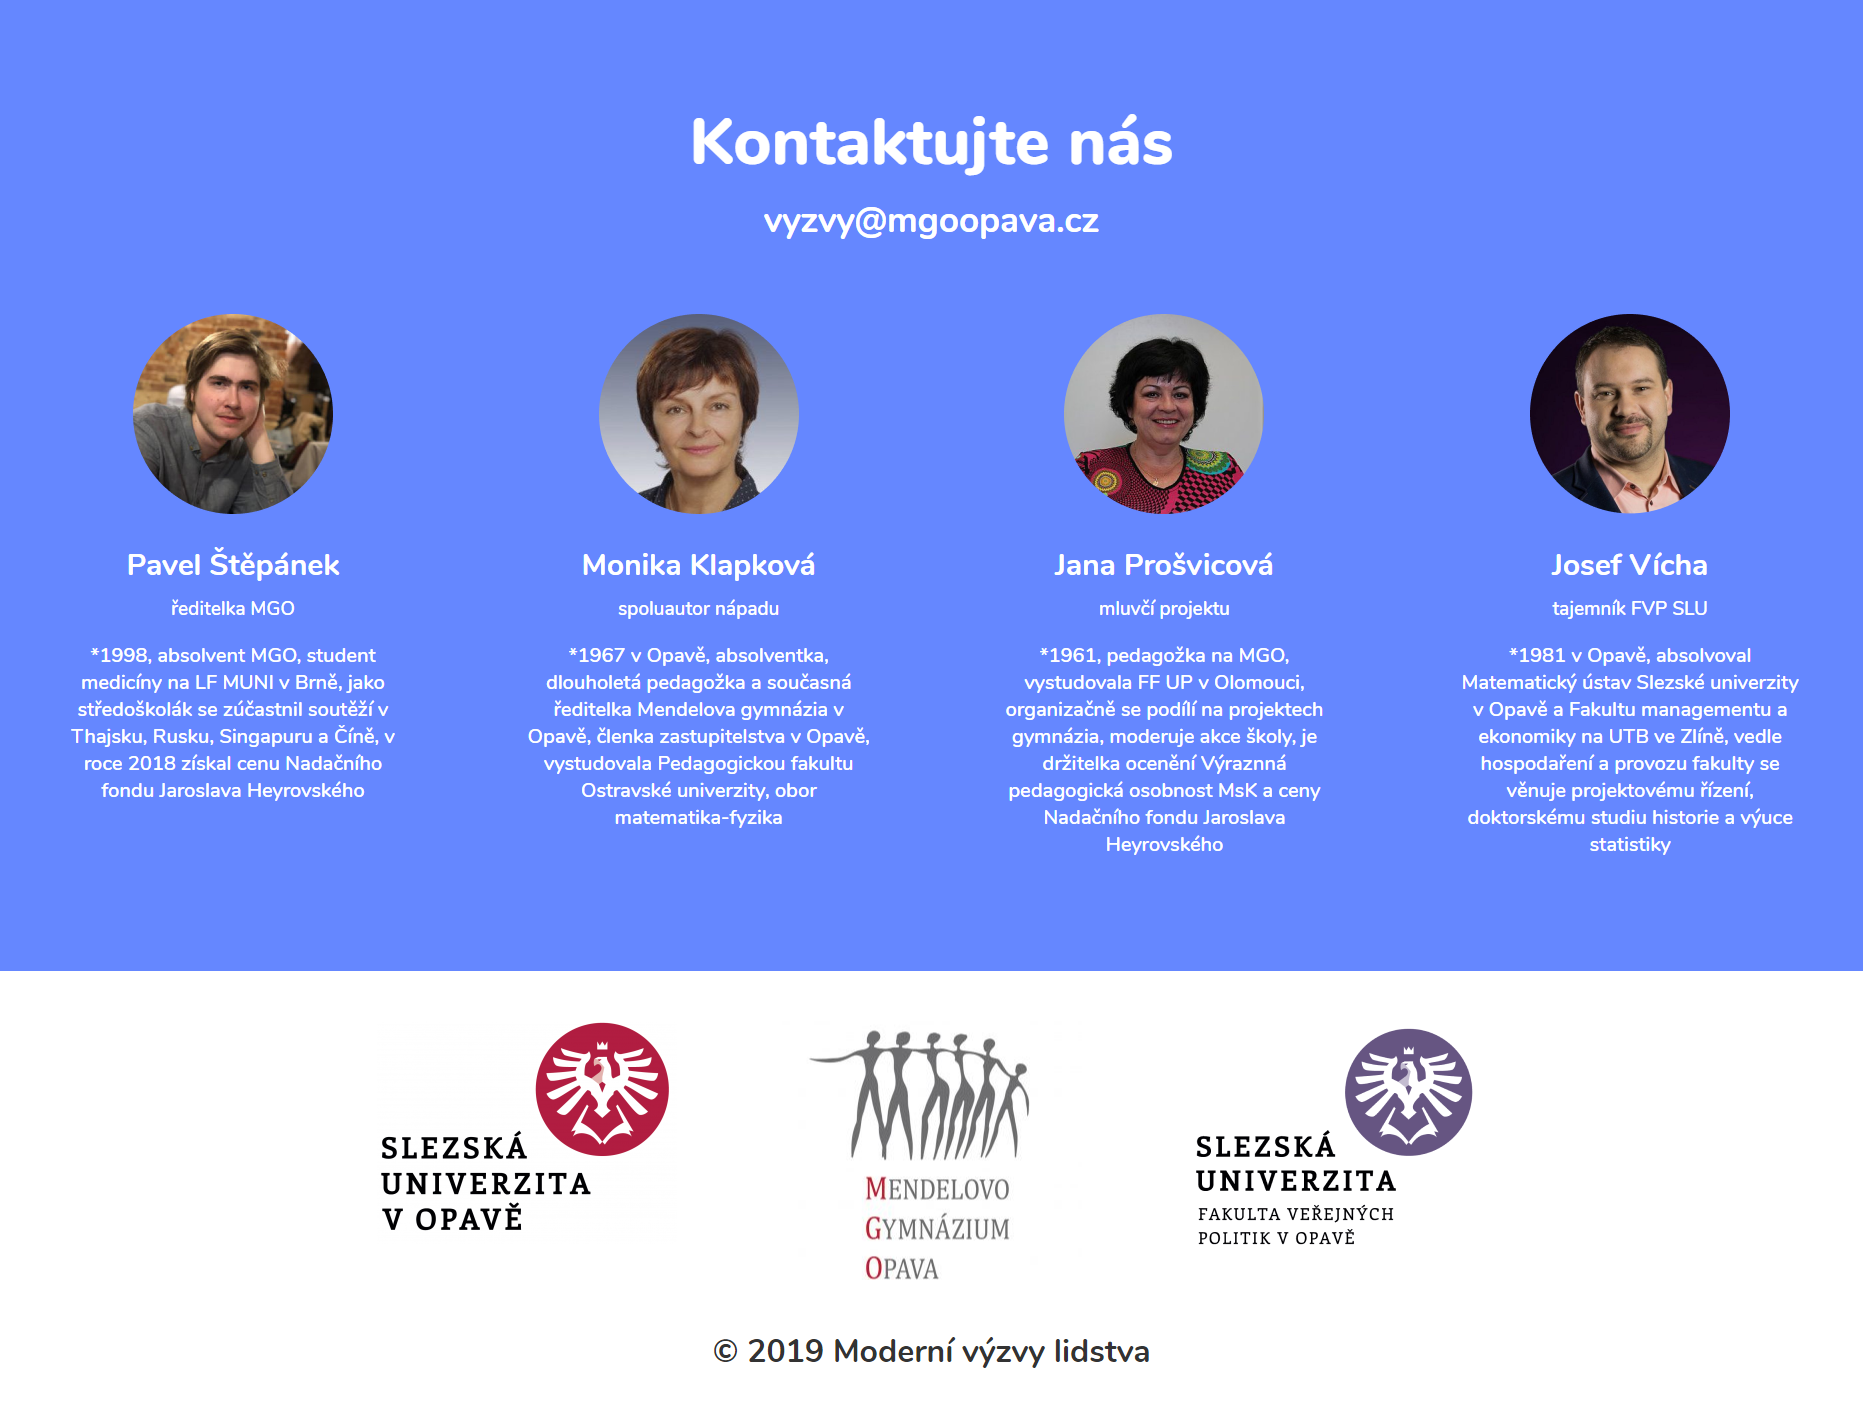 Kontaktujte nás
vyzvy@mgoopava.cz
Pavel Štěpánek
ředitelka MGO
*1998, absolvent MGO, student
medicíny na LF MUNI v Brně, jako
středoškolák se zúčastnil soutěží v
Thajsku, Rusku, Singapuru a Číně, v
roce 2018 získal cenu Nadačního
fondu Jaroslava Heyrovského
Monika Klapková
spoluautor nápadu
*1967 v Opavě, absolventka,
dlouholetá pedagožka a současná
ředitelka Mendelova gymnázia v
Opavě, členka zastupitelstva v Opavě,
vystudovala Pedagogickou fakultu
Ostravské univerzity, obor
matematika-fyzika
Jana Prošvicová
mluvčí projektu
*1961, pedagožka na MGO,
vystudovala FF UP v Olomouci,
organizačně se podílí na projektech
gymnázia, moderuje akce školy, je
držitelka ocenění Výraznná
pedagogická osobnost MsK a ceny
Nadačního fondu Jaroslava
Heyrovského
Josef Vícha
tajemník FVP SLU
*1981 v Opavě, absolvoval
Matematický ústav Slezské univerzity
v Opavě a Fakultu managementu a
ekonomiky na UTB ve Zlíně, vedle
hospodaření a provozu fakulty se
věnuje projektovému řízení,
doktorskému studiu historie a výuce
statistiky
SLEZSKÁ
UNIVERZITA
V OPAVĚ
MENDELOVO
GYMNÁZIUM
OPAVA
SLEZSKÁ
UNIVERZITA
FAKULTA VEŘEJNÝCH
POLITIK V OPAVĚ
© 2019 Moderní výzvy lidstva